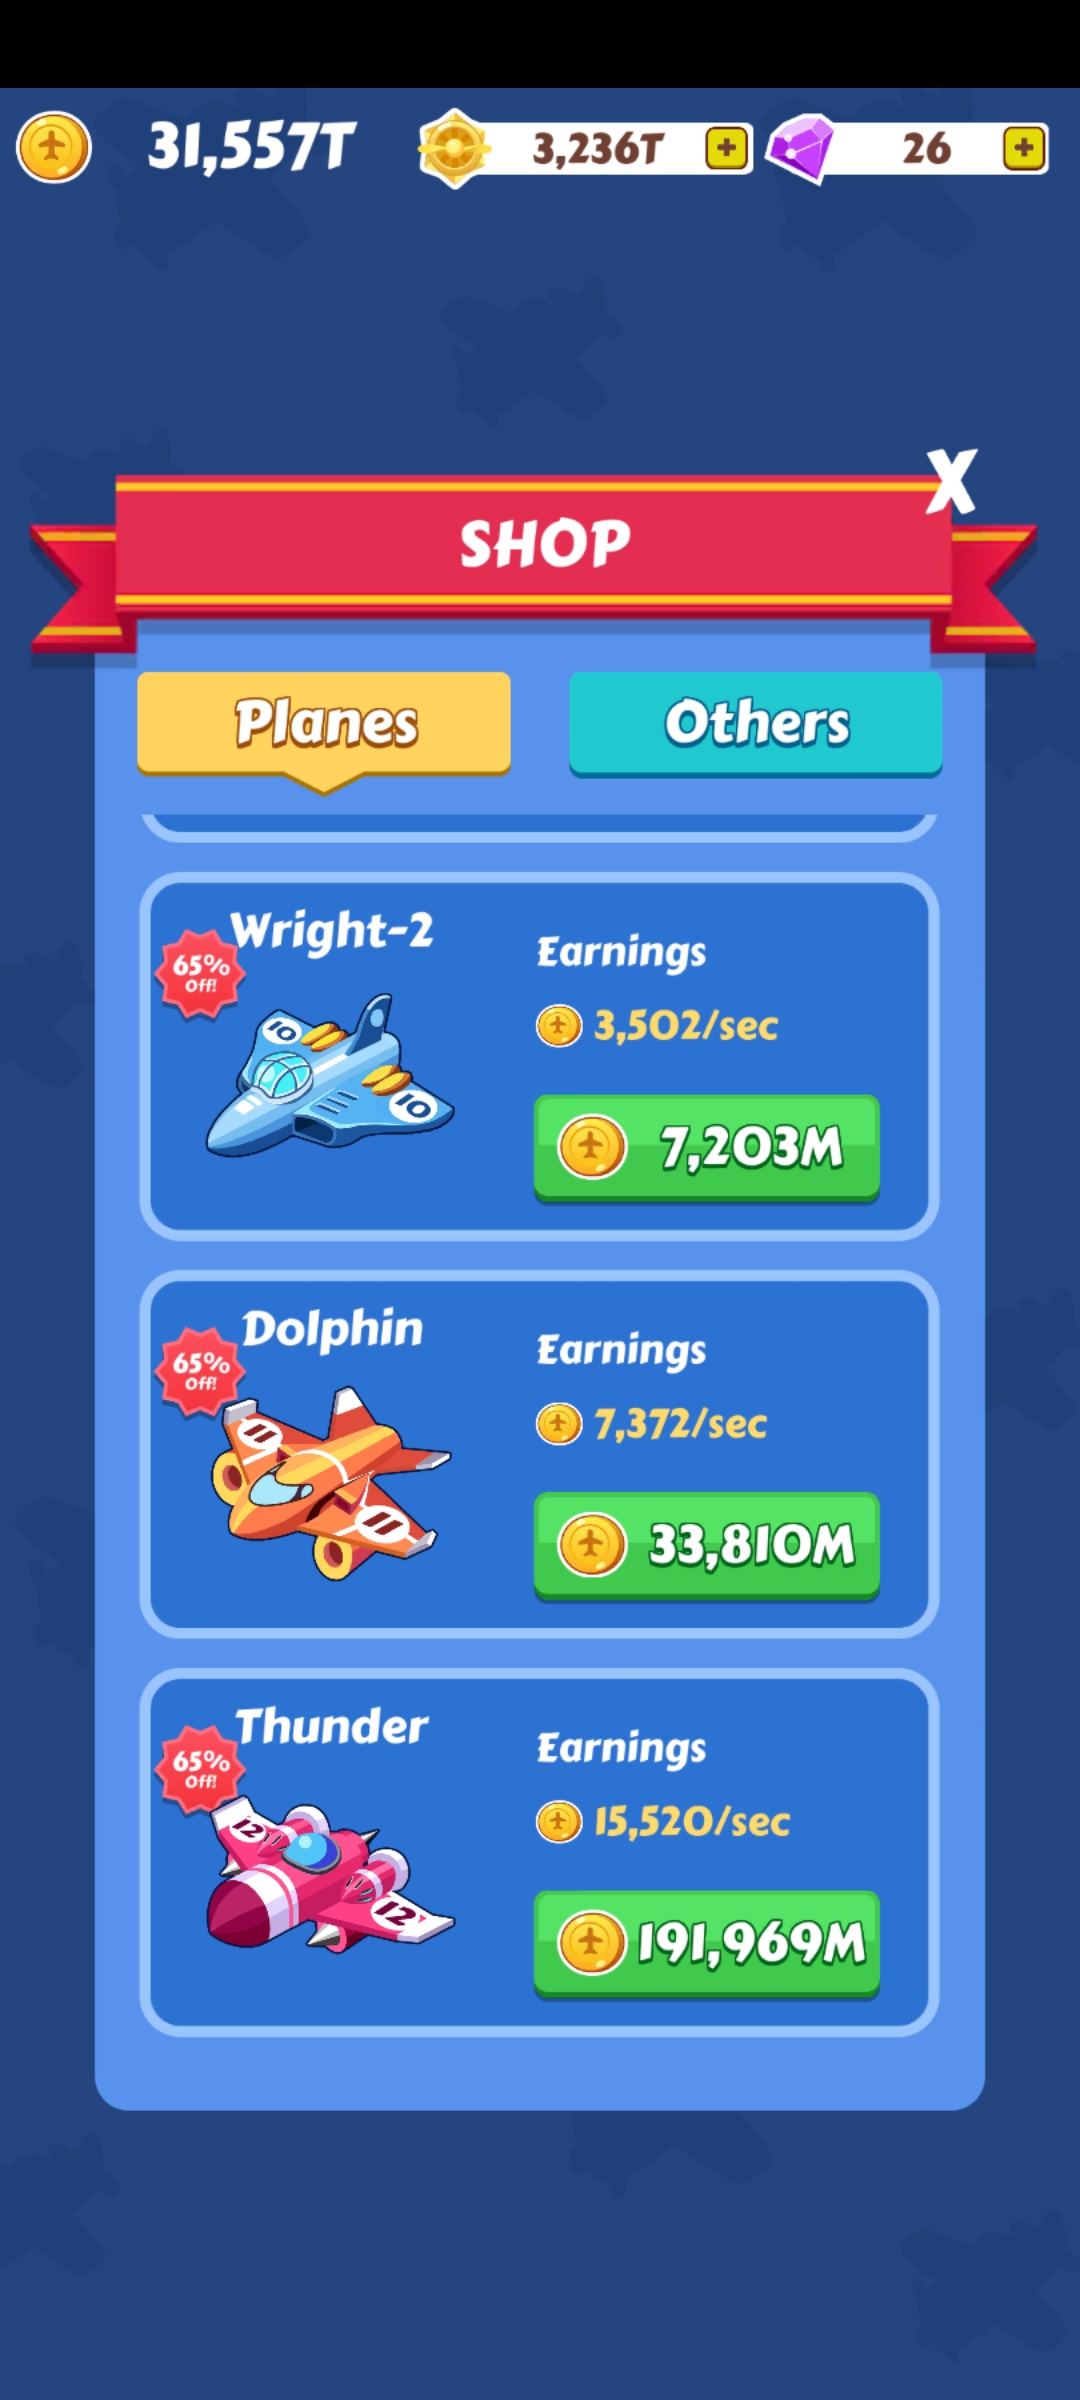 31,557T
3,236T
+
26
+
X
SHOP
Planes
Others
Wright-2
65%
Off!
Earnings
3,502/sec
10
10
7,203M
Dolphin
65%
Off!
Earnings
7,372/sec
11
11
33,810M
Thunder
65%
Off!
Earnings
15,520/sec
12
12
191,969M